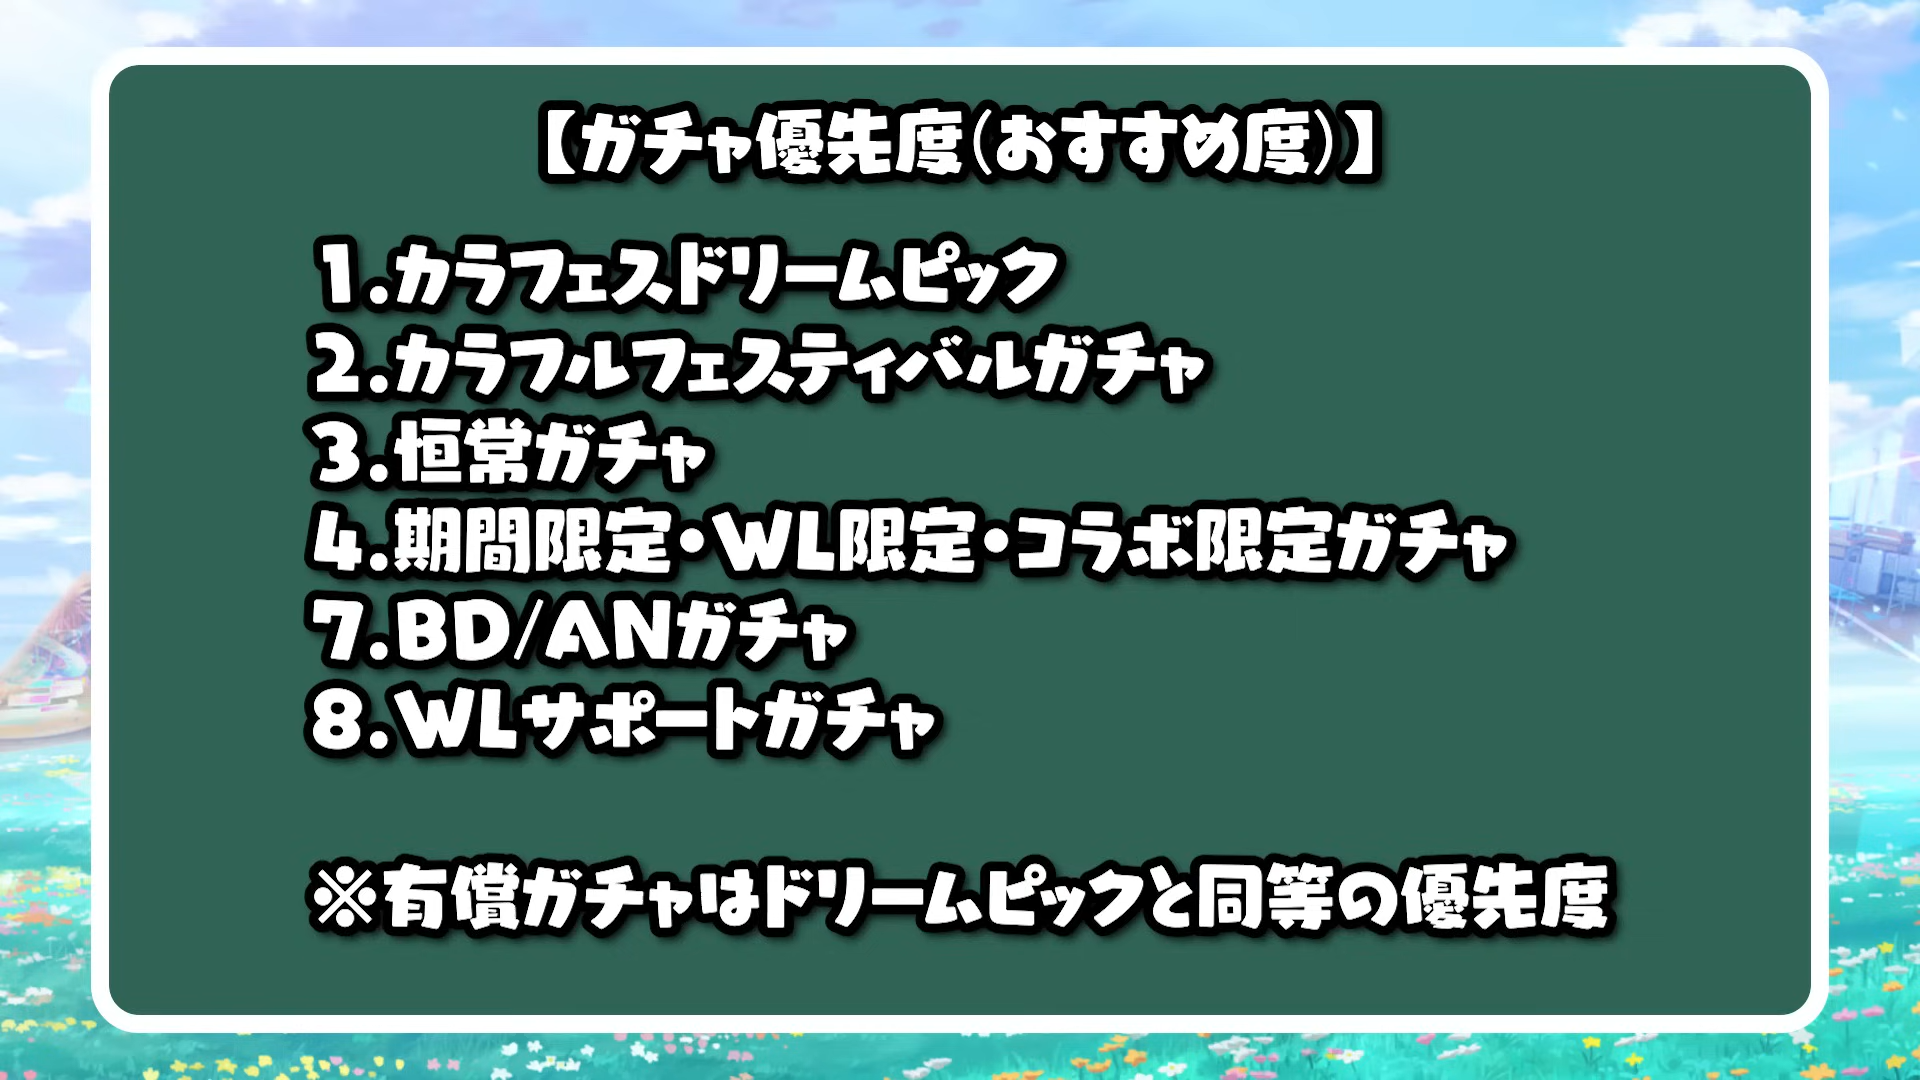 【ガチャ優先度(おすすめ度)】
1.カラフェスドリームピック
2.カラフルフェスティバルガチャ
3.恒常ガチャ
4.期間限定・WL限定・コラボ限定ガチャ
7.BD/ANガチャ
8.WLサポートガチャ
※有償ガチャはドリームピックと同等の優先度